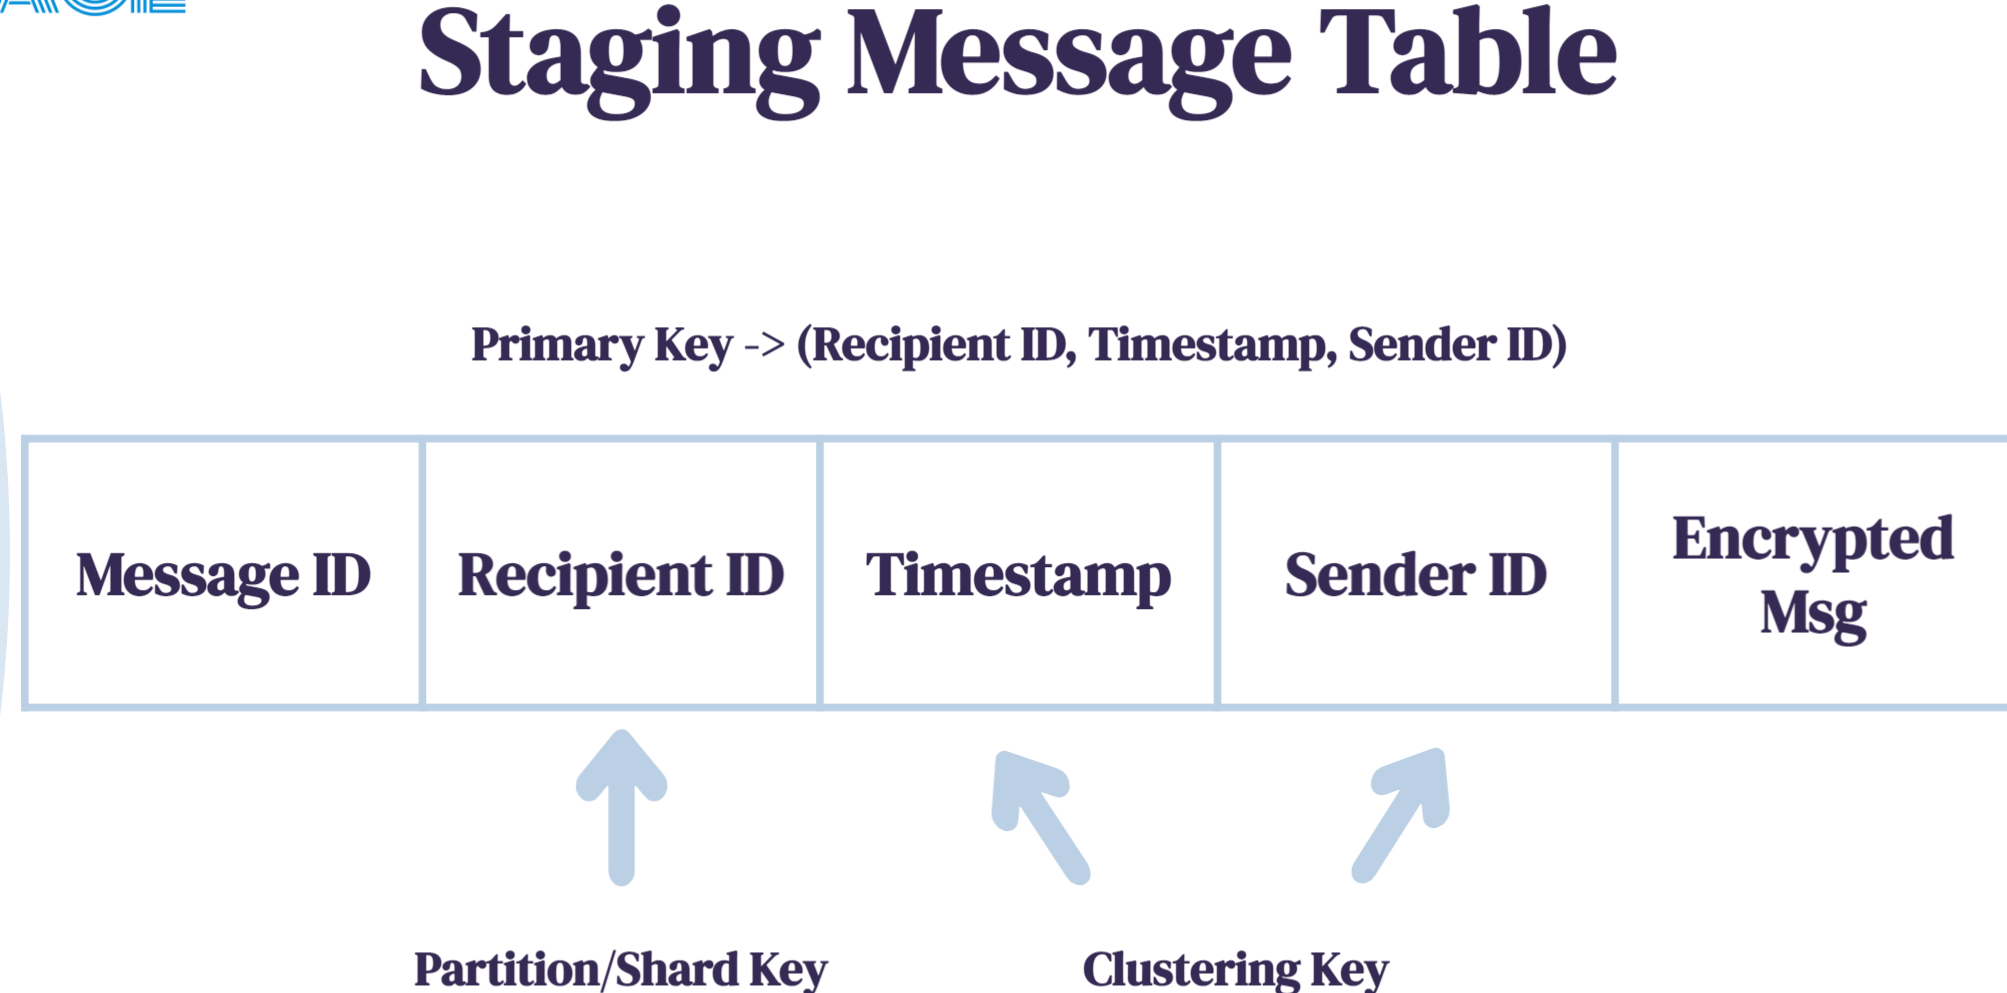 Staging Message Table
Primary Key -> (Recipient ID, Timestamp, Sender ID)
Message ID
Recipient ID
Timestamp
Sender ID
Encrypted
Msg
Partition/Shard Key
Clustering Key